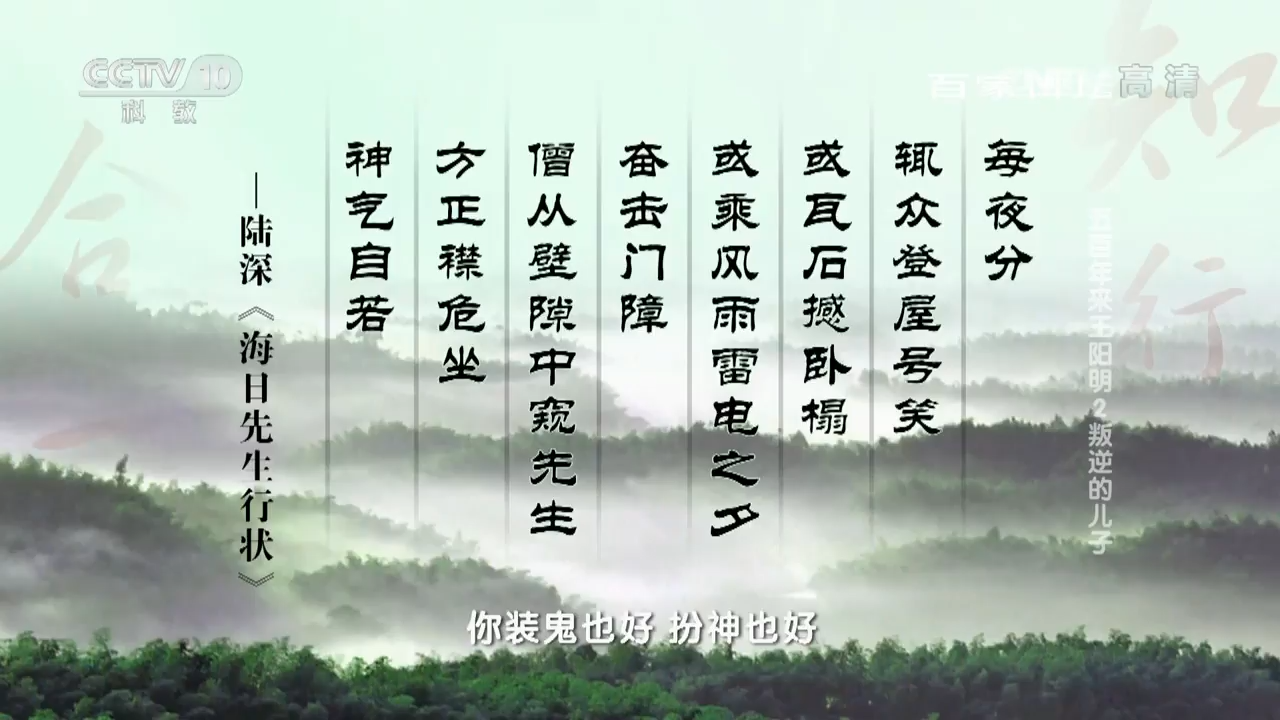 CCTV 10
科教
百家讲坛
高清
知行合一
五百年来王阳明2叛逆的儿子
每夜分
辄众登屋号笑
或瓦石撼卧榻
或乘风雨雷电之夕
奋击门障
僧从壁隙中窥先生
方正襟危坐
神气自若
—陆深《海日先生行状》
你装鬼也好 扮神也好